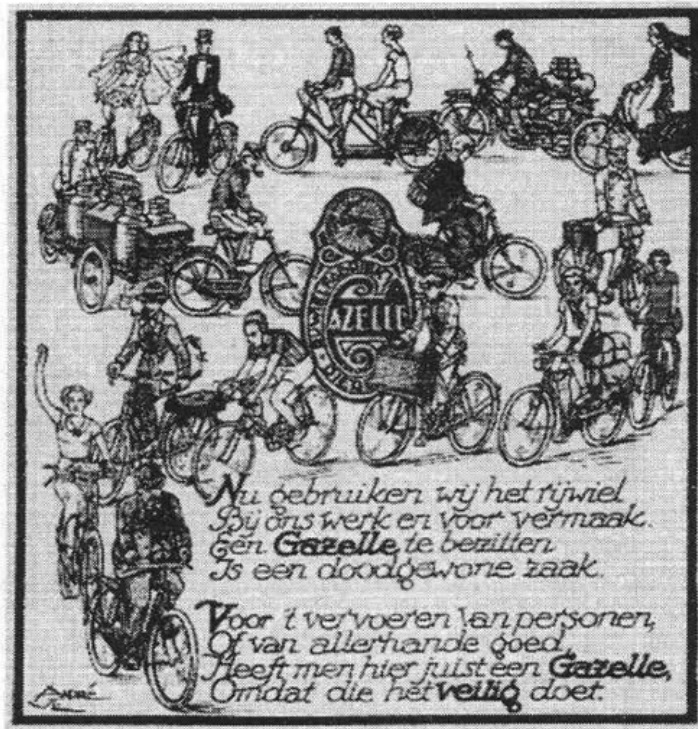 GAZELLE
Nu gebruiken wij het rijwiel
Bij ons werk en voor vermaak.
Één Gazelle te bezitten
Is een doodgewone zaak.
Voor 't vervoeren van personen,
Of van allerhande goed,
Heeft men hier juist een Gazelle,
Omdat die het veilig doet.
ANDRÉ